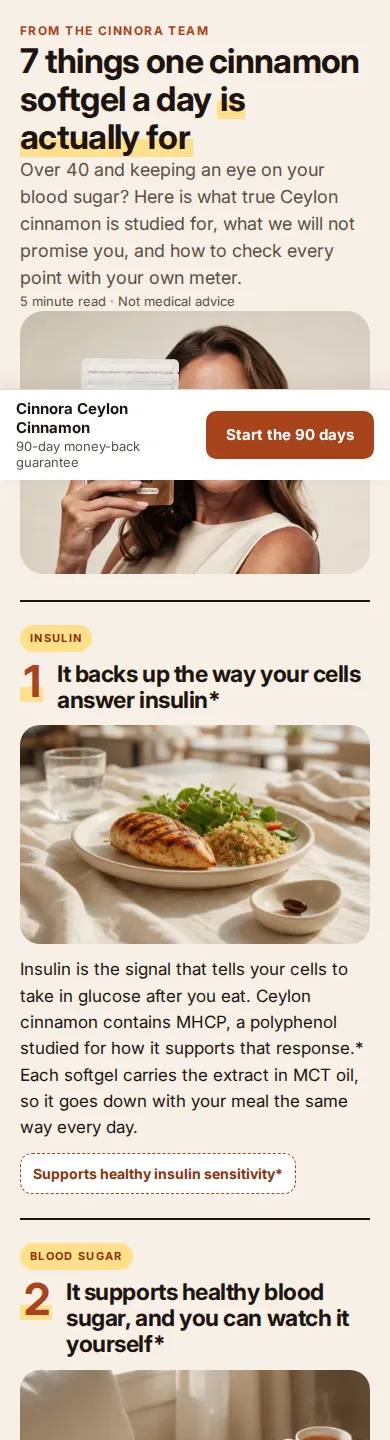 FROM THE CINNORA TEAM
7 things one cinnamon
softgel a day is
actually for
Over 40 and keeping an eye on your
blood sugar? Here is what true Ceylon
cinnamon is studied for, what we will not
promise you, and how to check every
point with your own meter.
5 minute read · Not medical advice
Cinnora Ceylon
Cinnamon
90-day money-back
guarantee
Start the 90 days
INSULIN
1 It backs up the way your cells
answer insulin*
Insulin is the signal that tells your cells to
take in glucose after you eat. Ceylon
cinnamon contains MHCP, a polyphenol
studied for how it supports that response.*
Each softgel carries the extract in MCT oil,
so it goes down with your meal the same
way every day.
Supports healthy insulin sensitivity*
BLOOD SUGAR
2 It supports healthy blood
sugar, and you can watch it
yourself*